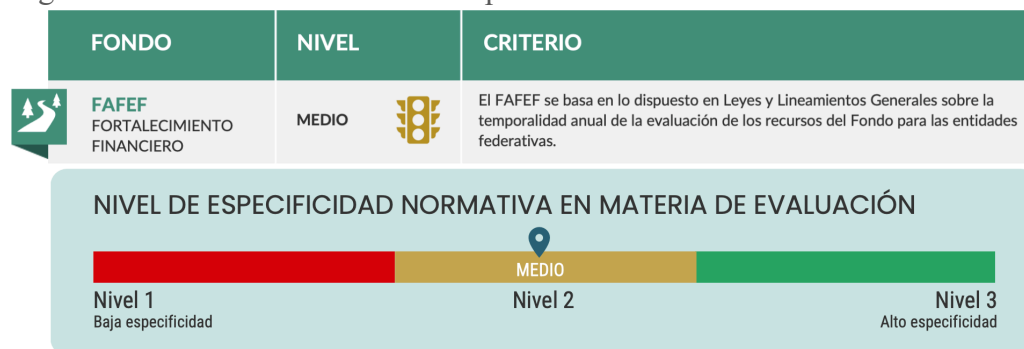 FONDO NIVEL CRITERIO
FAFEF
FORTALECIMIENTO
FINANCIERO
MEDIO
El FAFEF se basa en lo dispuesto en Leyes y Lineamientos Generales sobre la
temporalidad anual de la evaluación de los recursos del Fondo para las entidades
federativas.
NIVEL DE ESPECIFICIDAD NORMATIVA EN MATERIA DE EVALUACIÓN
MEDIO
Nivel 1 Nivel 2 Nivel 3
Baja especificidad Alto especificidad